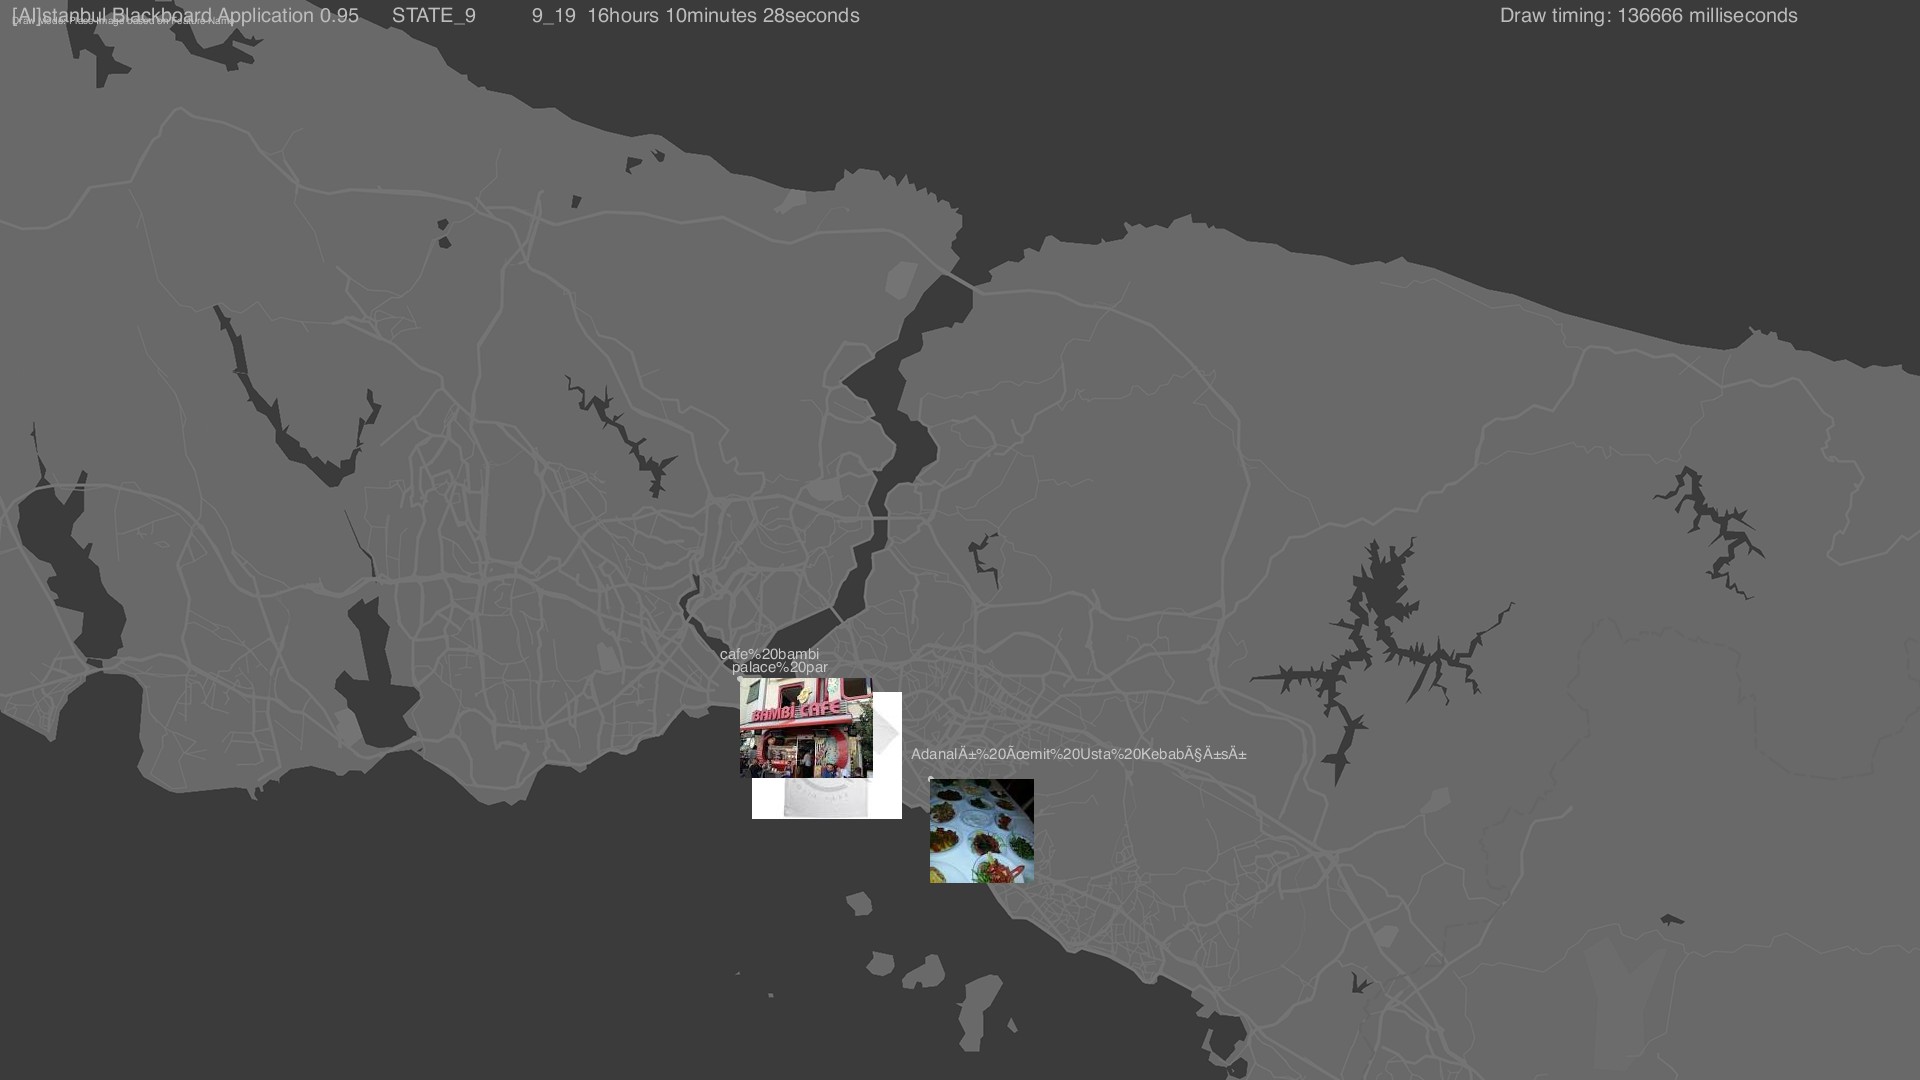 [AI]stanbul Blackboard Application 0.95 STATE_9 9_19 16hours 10minutes 28seconds Draw timing: 136666 milliseconds
cafe%20bambi
palace%20par
BAMBİ CAFE
AdanalÄ±%20Ãœmit%20Usta%20KebabÃ§Ä±sÄ±